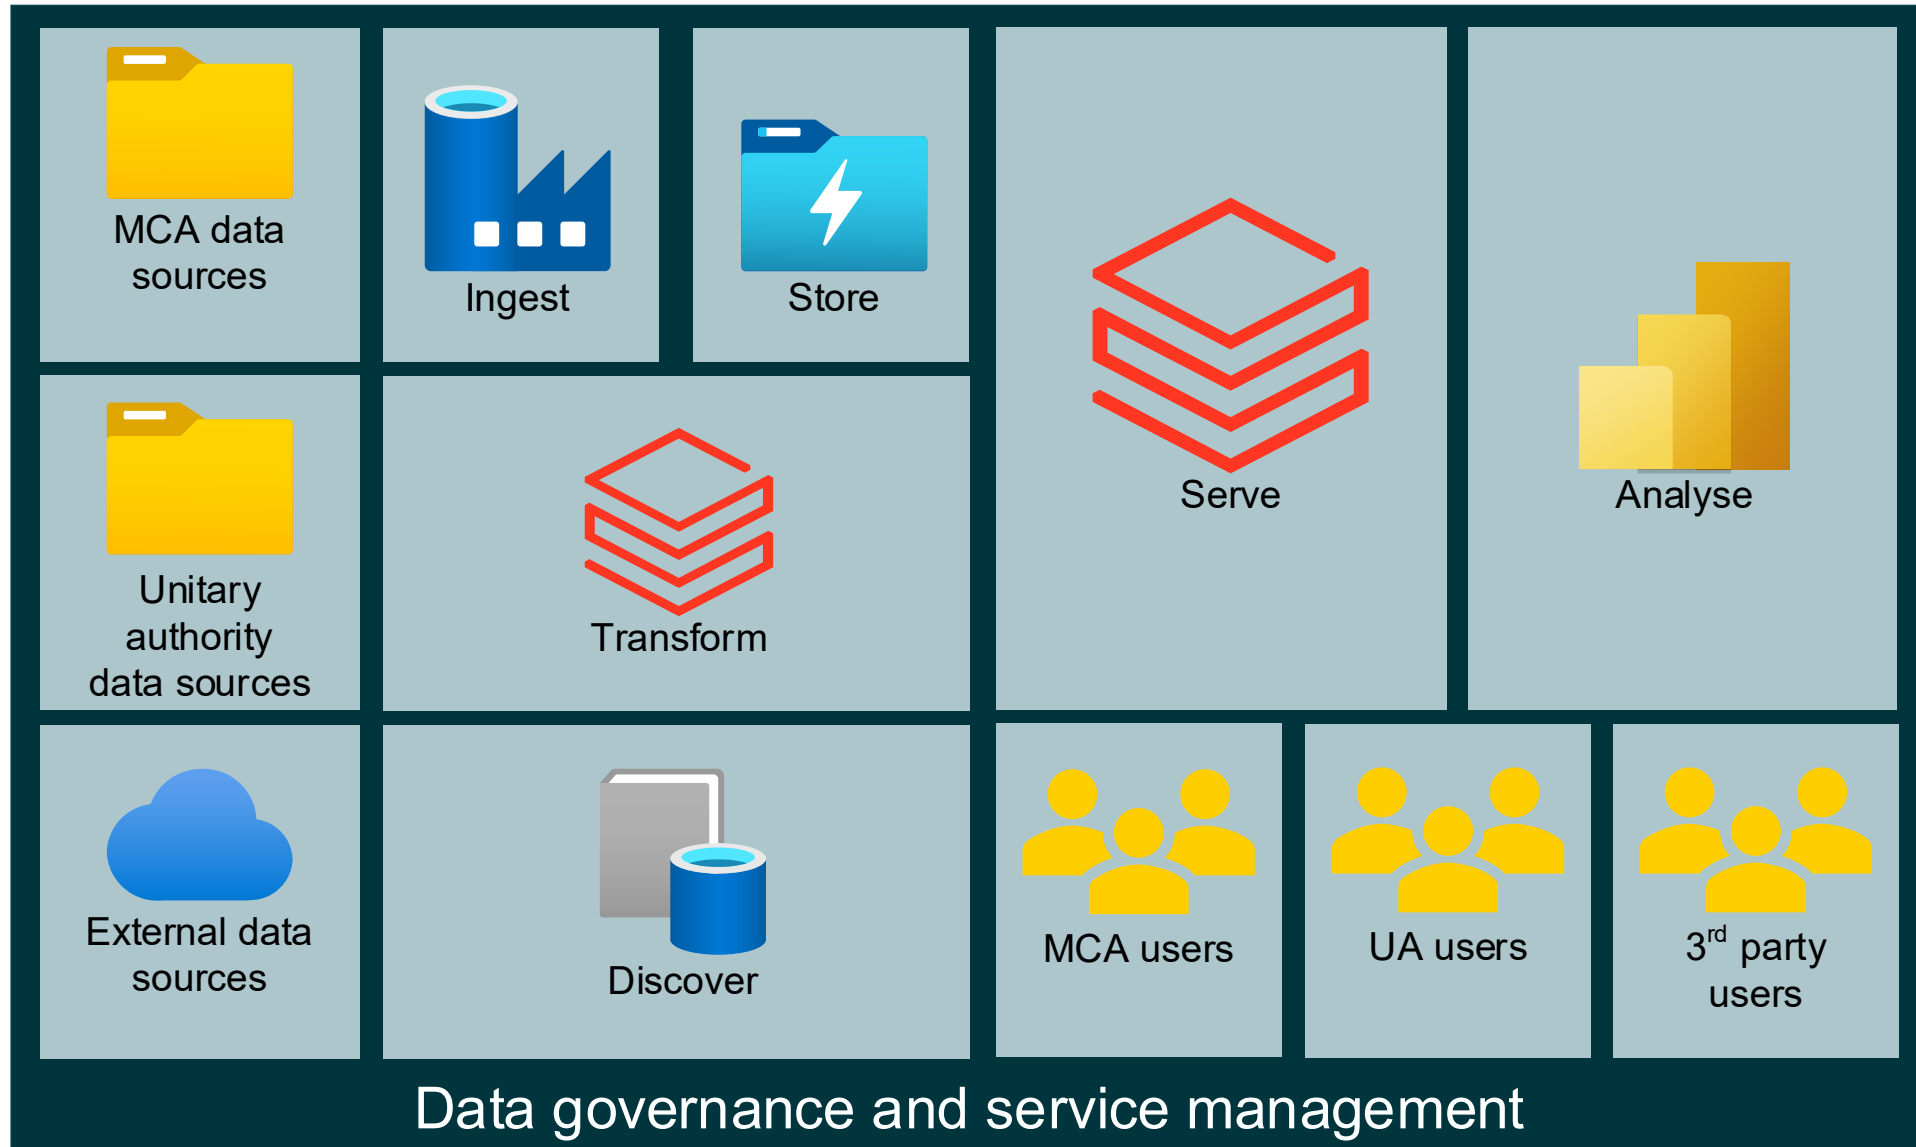 MCA data
sources
Ingest
Store
Serve
Analyse
Unitary
authority
data sources
Transform
External data
sources
Discover
MCA users
UA users
3rd party
users
Data governance and service management